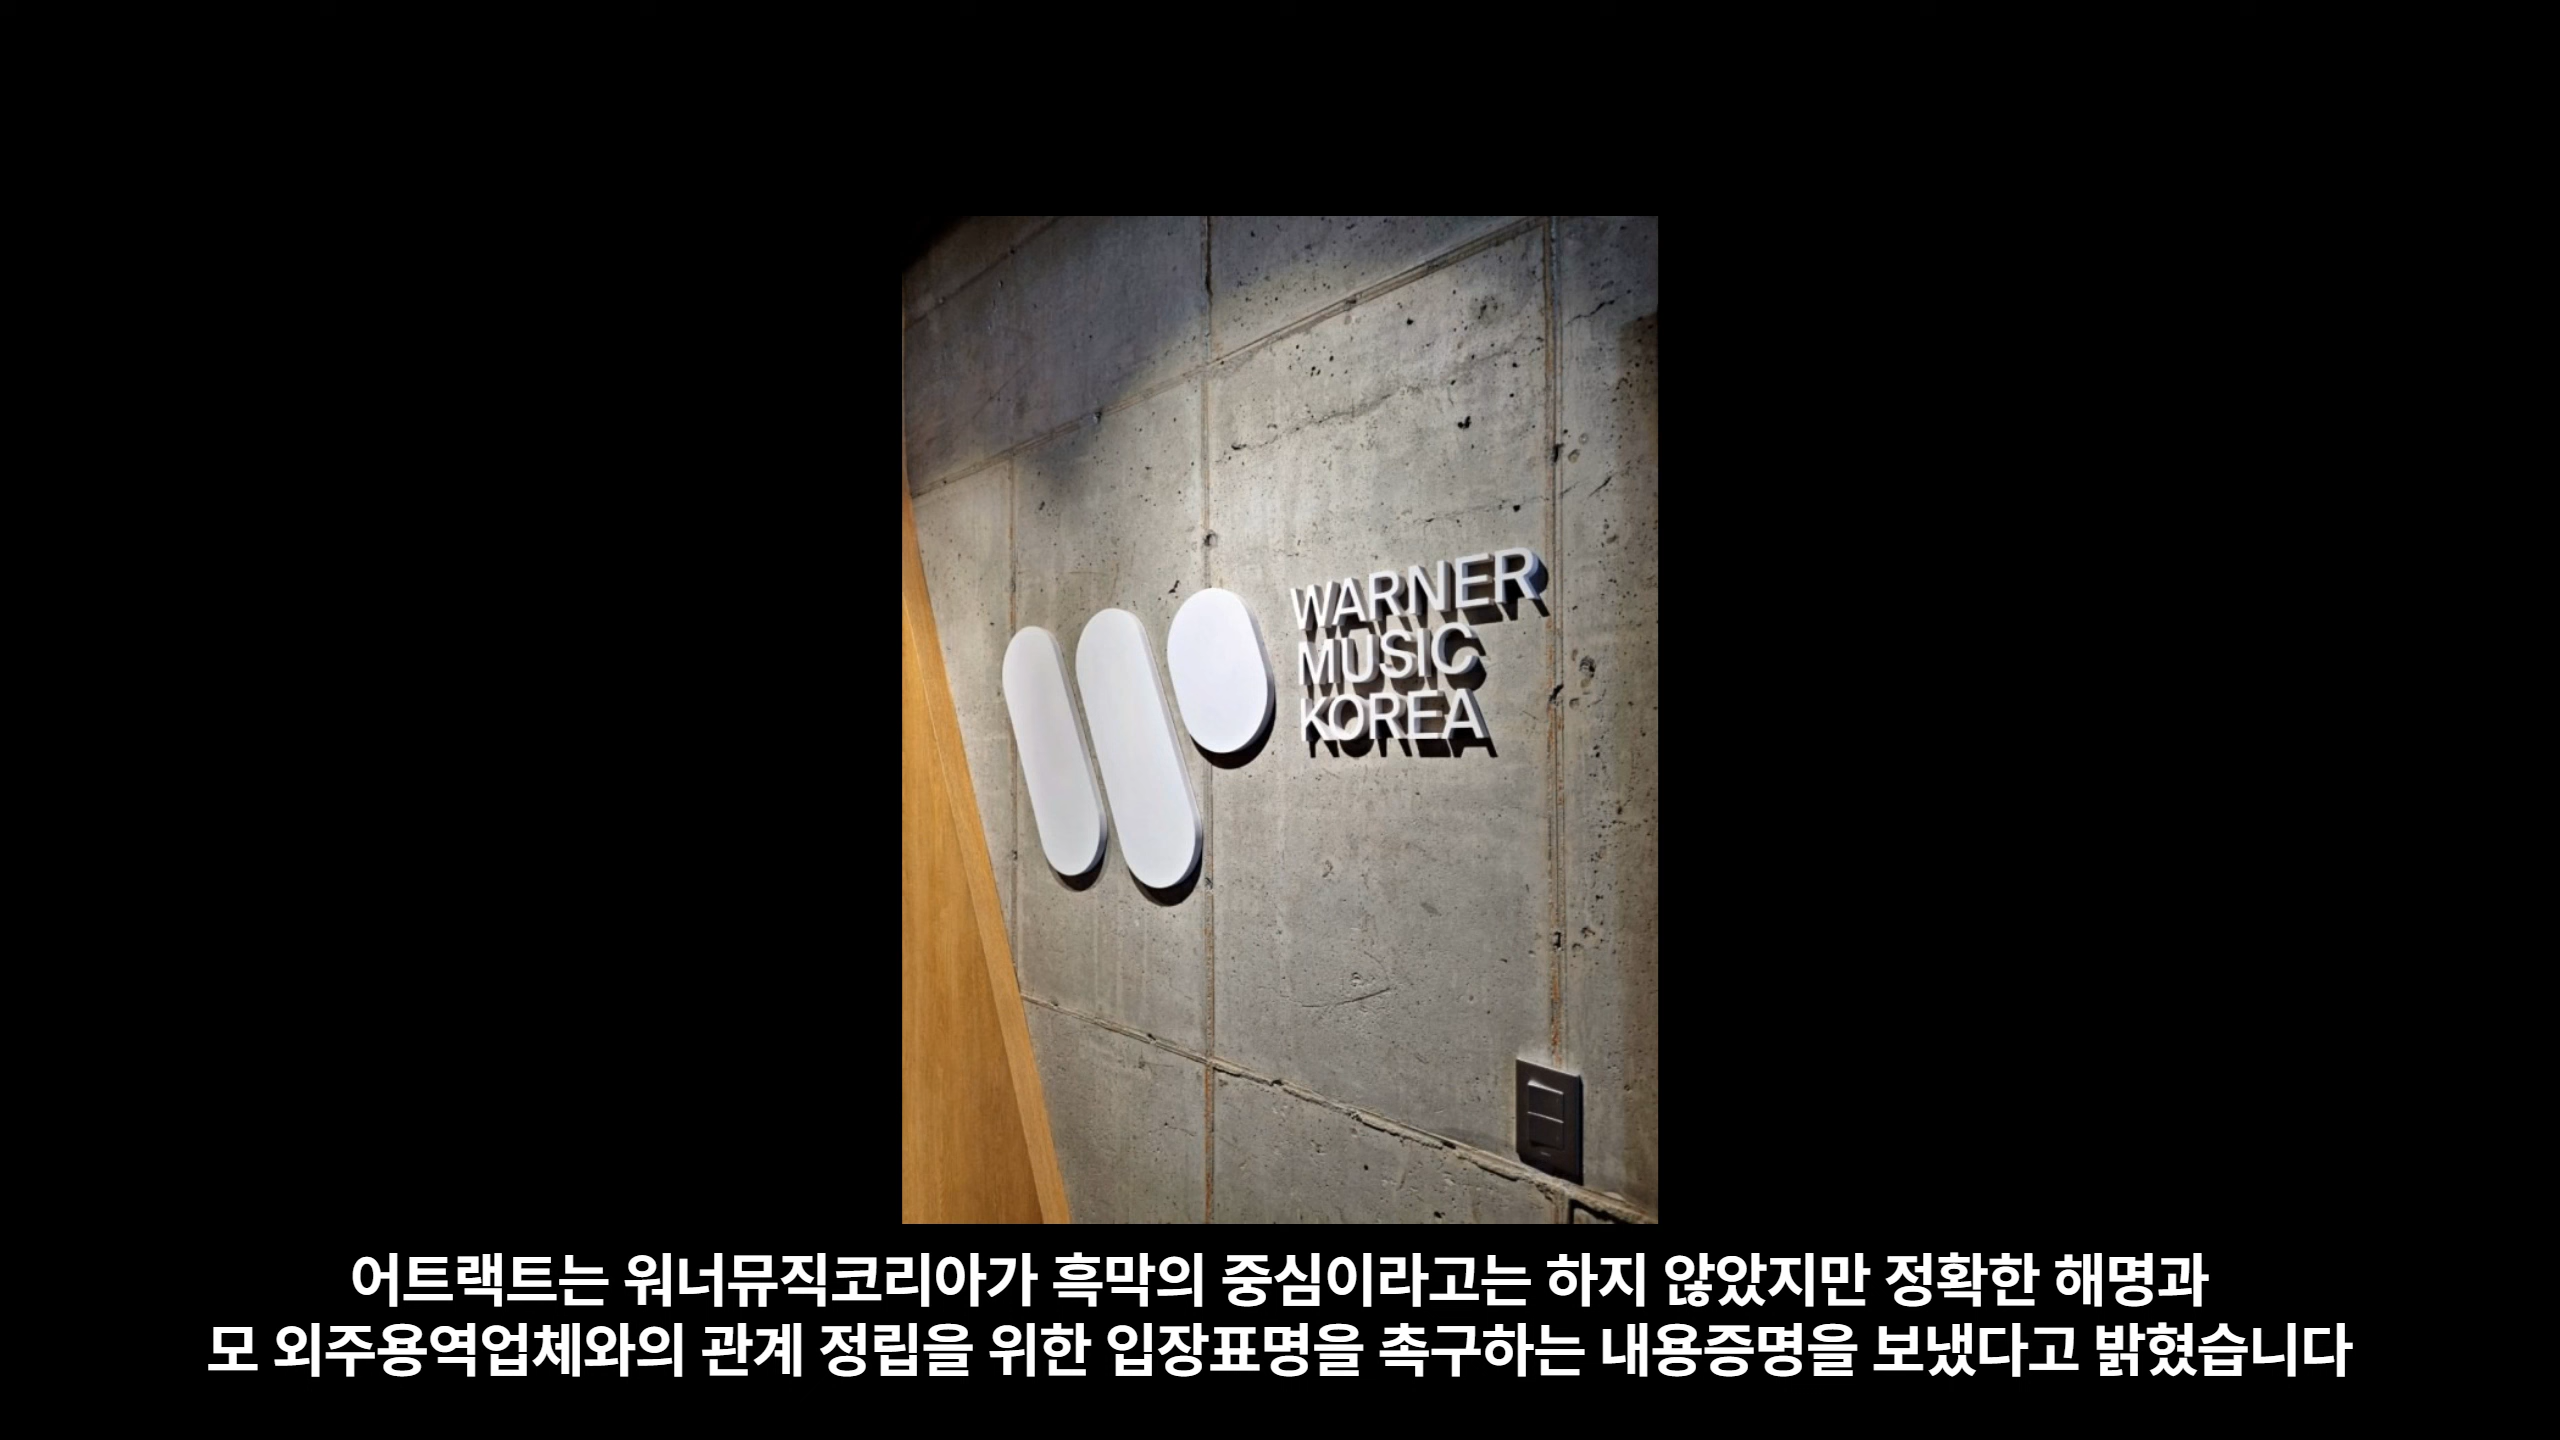 WARNER
MUSIC
KOREA
어트랙트는 워너뮤직코리아가 흑막의 중심이라고는 하지 않았지만 정확한 해명과
모 외주용역업체와의 관계 정립을 위한 입장표명을 촉구하는 내용증명을 보냈다고 밝혔습니다